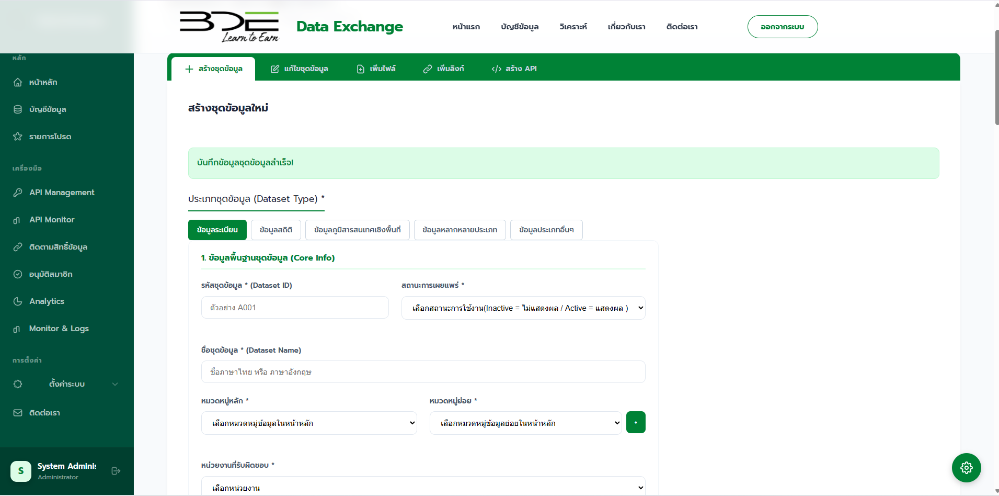 BDE
Learn to Earn
Data Exchange
หน้าแรก
บัญชีข้อมูล
วิเคราะห์
เกี่ยวกับเรา
ติดต่อเรา
ออกจากระบบ
หลัก
หน้าหลัก
บัญชีข้อมูล
รายการโปรด
เครื่องมือ
API Management
API Monitor
ติดตามสิทธิ์ข้อมูล
อนุมัติสมาชิก
Analytics
Monitor & Logs
การตั้งค่า
ตั้งค่าระบบ
ติดต่อเรา
S
System Adminis
Administrator
สร้างชุดข้อมูล
แก้ไขชุดข้อมูล
เพิ่มไฟล์
เพิ่มลิงก์
</> สร้าง API
สร้างชุดข้อมูลใหม่
บันทึกข้อมูลชุดข้อมูลสำเร็จ!
ประเภทชุดข้อมูล (Dataset Type) *
ข้อมูลระเบียน
ข้อมูลสถิติ
ข้อมูลภูมิสารสนเทศเชิงพื้นที่
ข้อมูลหลากหลายประเภท
ข้อมูลประเภทอื่นๆ
1. ข้อมูลพื้นฐานชุดข้อมูล (Core Info)
รหัสชุดข้อมูล * (Dataset ID)
สถานะการเผยแพร่ *
ตัวอย่าง A001
เลือกสถานะการใช้งาน(Inactive = ไม่แสดงผล / Active = แสดงผล )
ชื่อชุดข้อมูล * (Dataset Name)
ชื่อภาษาไทย หรือ ภาษาอังกฤษ
หมวดหมู่หลัก *
หมวดหมู่ย่อย *
เลือกหมวดหมู่ข้อมูลในหน้าหลัก
เลือกหมวดหมู่ข้อมูลย่อยในหน้าหลัก
+
หน่วยงานที่รับผิดชอบ *
เลือกหน่วยงาน